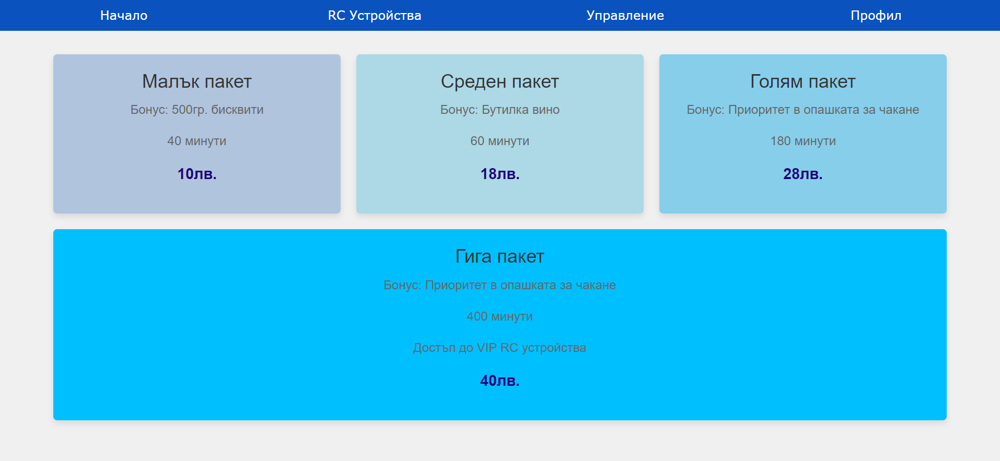 Начало
RC Устройства
Управление
Профил
Малък пакет
Бонус: 500гр. бисквити
40 минути
10лв.
Среден пакет
Бонус: Бутилка вино
60 минути
18лв.
Голям пакет
Бонус: Приоритет в опашката за чакане
180 минути
28лв.
Гига пакет
Бонус: Приоритет в опашката за чакане
400 минути
Достъп до VIP RC устройства
40лв.